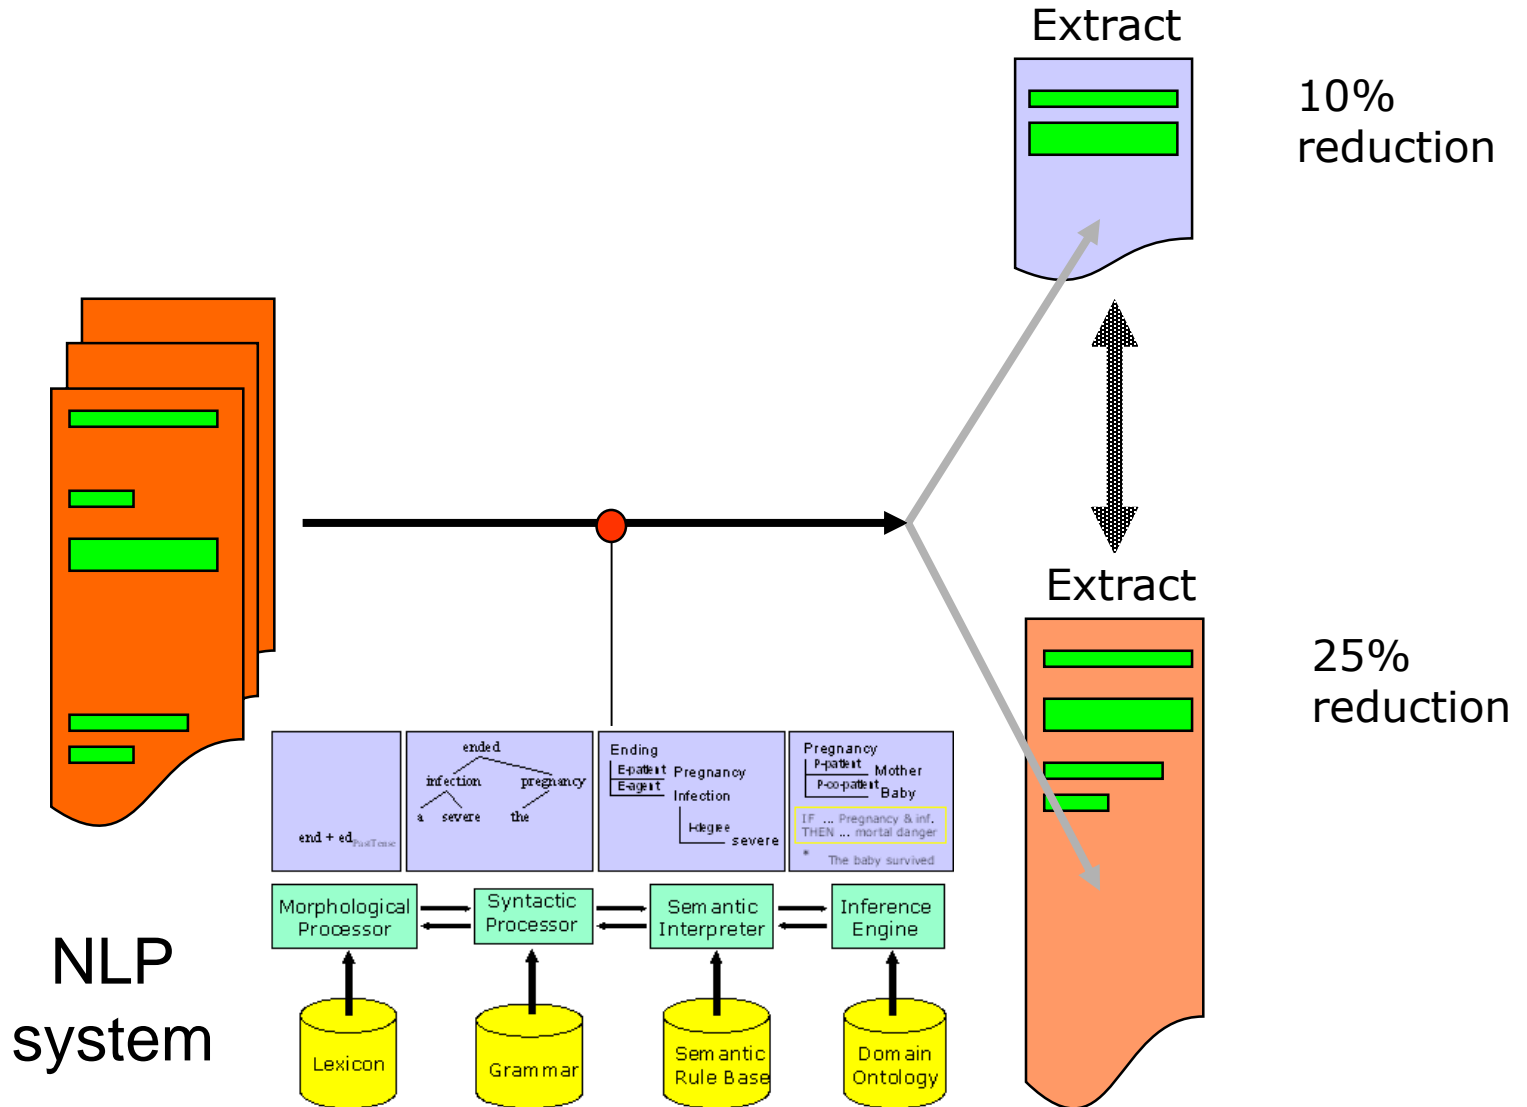 Extract
10%
reduction
Extract
25%
reduction
end + ed PastTense
ended
infection pregnancy
a severe the
Ending
E-patient Pregnancy
E-agent
Infection
I-degree
severe
Pregnancy
P-patient
Mother
P-co-patient
Baby
IF ... Pregnancy & inf.
THEN ... mortal danger
* The baby survived
Morphological
Processor
Syntactic
Processor
Semantic
Interpreter
Inference
Engine
NLP
system
Lexicon
Grammar
Semantic
Rule Base
Domain
Ontology